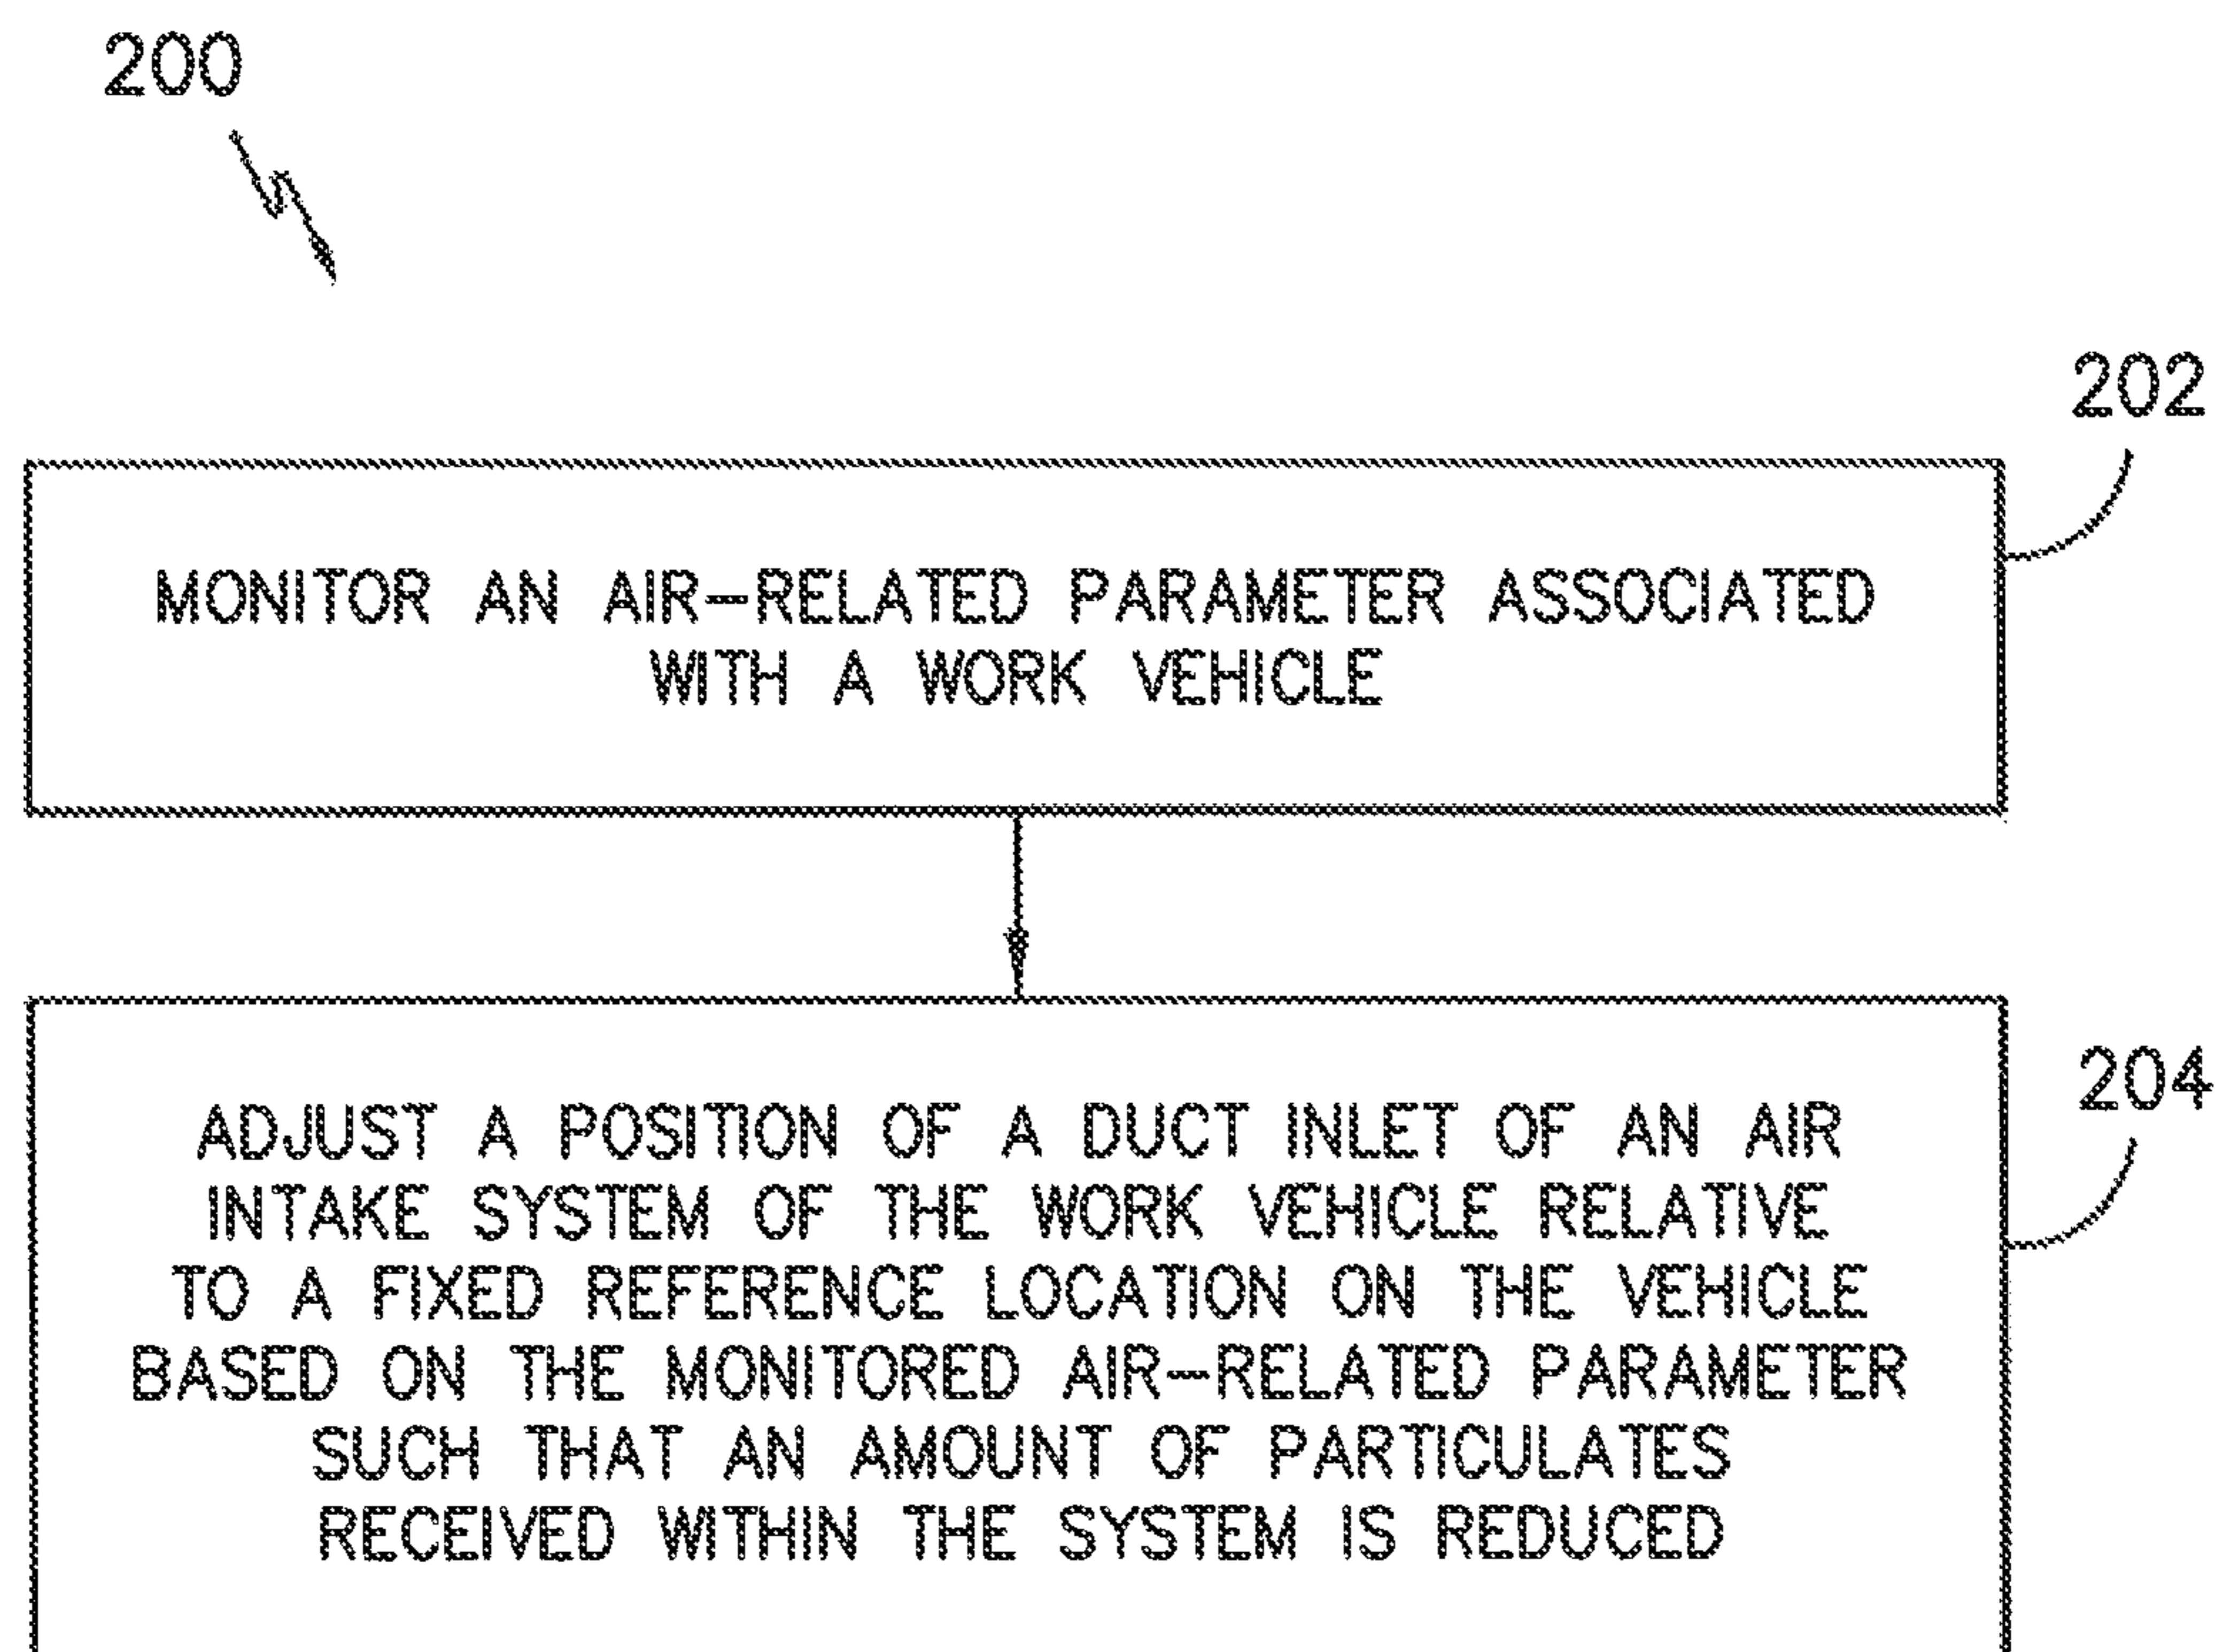 200
202
MONITOR AN AIR-RELATED PARAMETER ASSOCIATED
WITH A WORK VEHICLE
204
ADJUST A POSITION OF A DUCT INLET OF AN AIR
INTAKE SYSTEM OF THE WORK VEHICLE RELATIVE
TO A FIXED REFERENCE LOCATION ON THE VEHICLE
BASED ON THE MONITORED AIR-RELATED PARAMETER
SUCH THAT AN AMOUNT OF PARTICULATES
RECEIVED WITHIN THE SYSTEM IS REDUCED